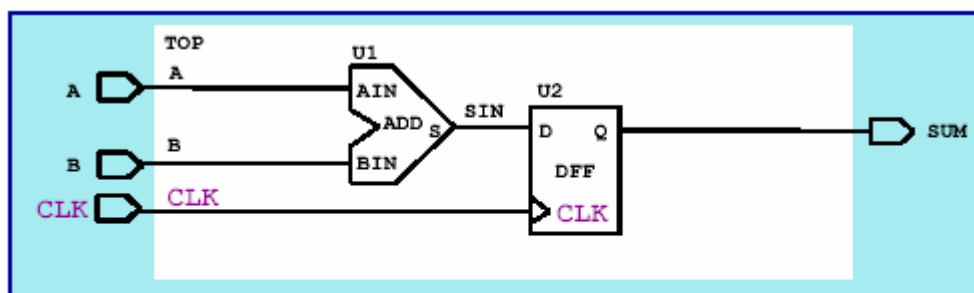 TOP
A A U1
AIN
U2
ADD S SIN
D Q SUM
B B BIN
DFF
CLK CLK CLK